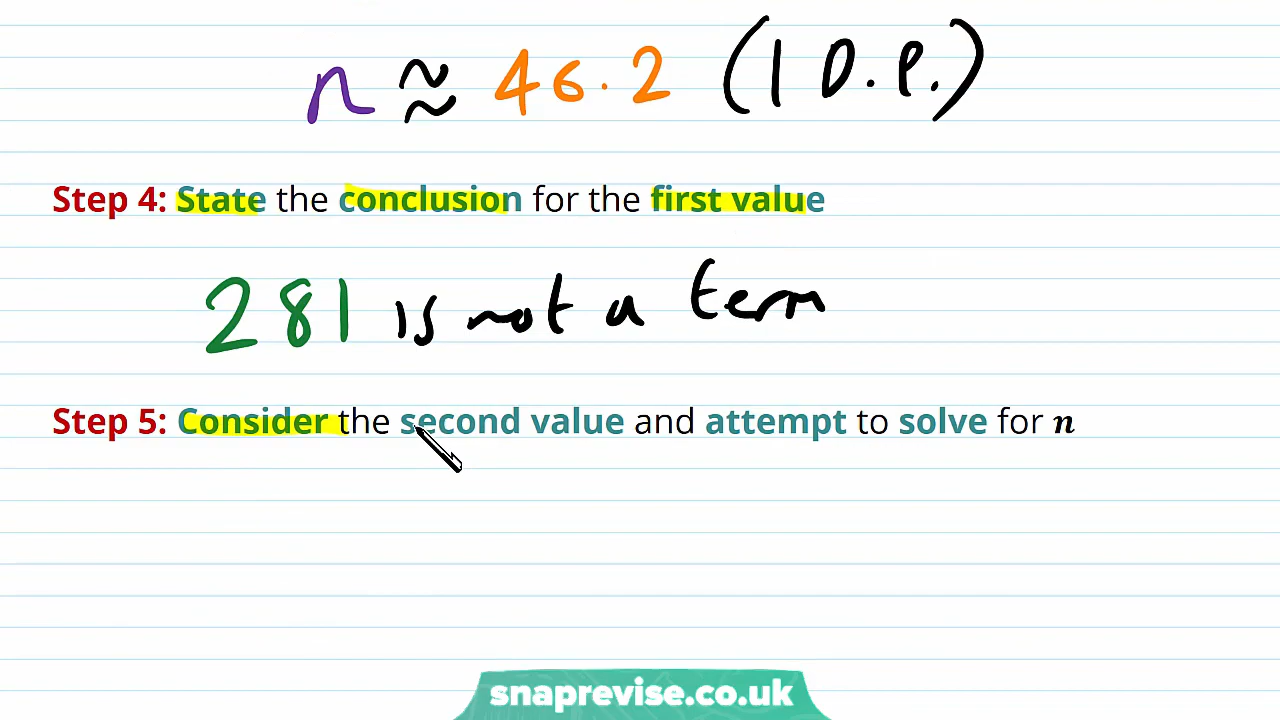 n ≈ 46.2 (1 D.P.)
Step 4: State the conclusion for the first value
281 is not a term
Step 5: Consider the second value and attempt to solve for n
snaprevise.co.uk